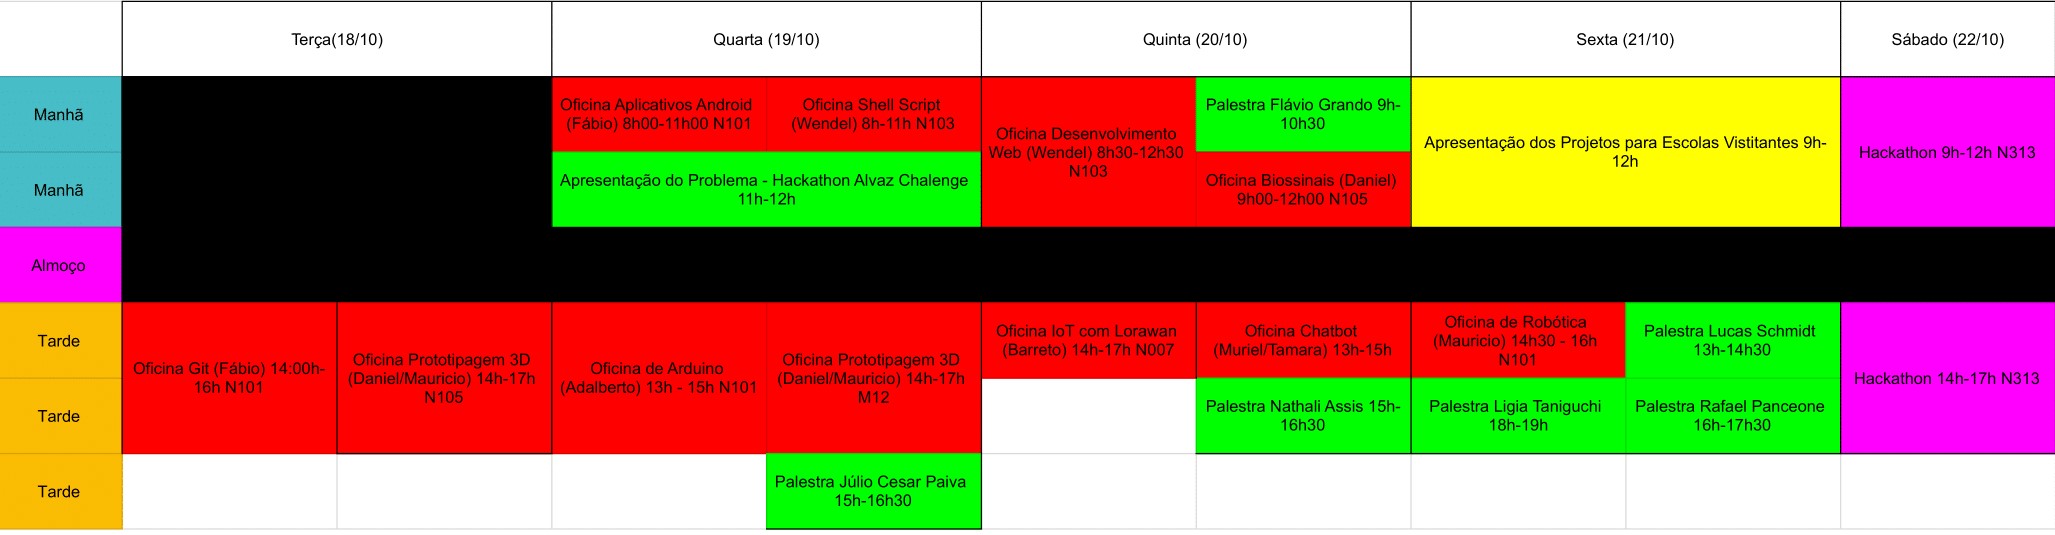 Terça(18/10)
Quarta (19/10)
Quinta (20/10)
Sexta (21/10)
Sábado (22/10)
Manhã
Oficina Aplicativos Android
(Fábio) 8h00-11h00 N101
Oficina Shell Script
(Wendel) 8h-11h N103
Oficina Desenvolvimento
Web (Wendel) 8h30-12h30
N103
Palestra Flávio Grando 9h-
10h30
Apresentação dos Projetos para Escolas Vistitantes 9h-
12h
Hackathon 9h-12h N313
Manhã
Apresentação do Problema - Hackathon Alvaz Chalenge
11h-12h
Oficina Biossinais (Daniel)
9h00-12h00 N105
Almoço
Tarde
Oficina Git (Fábio) 14:00h-
16h N101
Oficina Prototipagem 3D
(Daniel/Mauricio) 14h-17h
N105
Oficina de Arduino
(Adalberto) 13h - 15h N101
Oficina Prototipagem 3D
(Daniel/Mauricio) 14h-17h
M12
Oficina IoT com Lorawan
(Barreto) 14h-17h N007
Oficina Chatbot
(Muriel/Tamara) 13h-15h
Oficina de Robótica
(Mauricio) 14h30 - 16h
N101
Palestra Lucas Schmidt
13h-14h30
Hackathon 14h-17h N313
Tarde
Palestra Nathali Assis 15h-
16h30
Palestra Ligia Taniguchi
18h-19h
Palestra Rafael Panceone
16h-17h30
Tarde
Palestra Júlio Cesar Paiva
15h-16h30